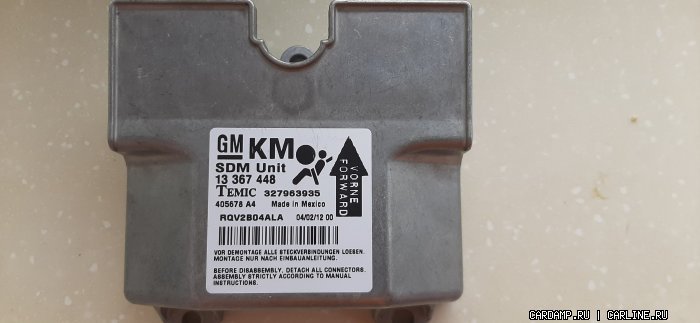 GM KM
SDM Unit
13 367 448
TEMIC 327963935
405678 A4 Made in Mexico
RQV2B04ALA 04/02/12 00
VORNE
FORWARD
VOR DEMONTAGE ALLE STECKVERBINDUNGEN LOESEN.
MONTAGE NUR NACH EINBAUANLEITUNG.
BEFORE DISASSEMBLY, DETACH ALL CONNECTORS.
ASSEMBLY STRICTLY ACCORDING TO MANUAL
INSTRUCTIONS.
CARDAMP.RU | CARLINE.RU